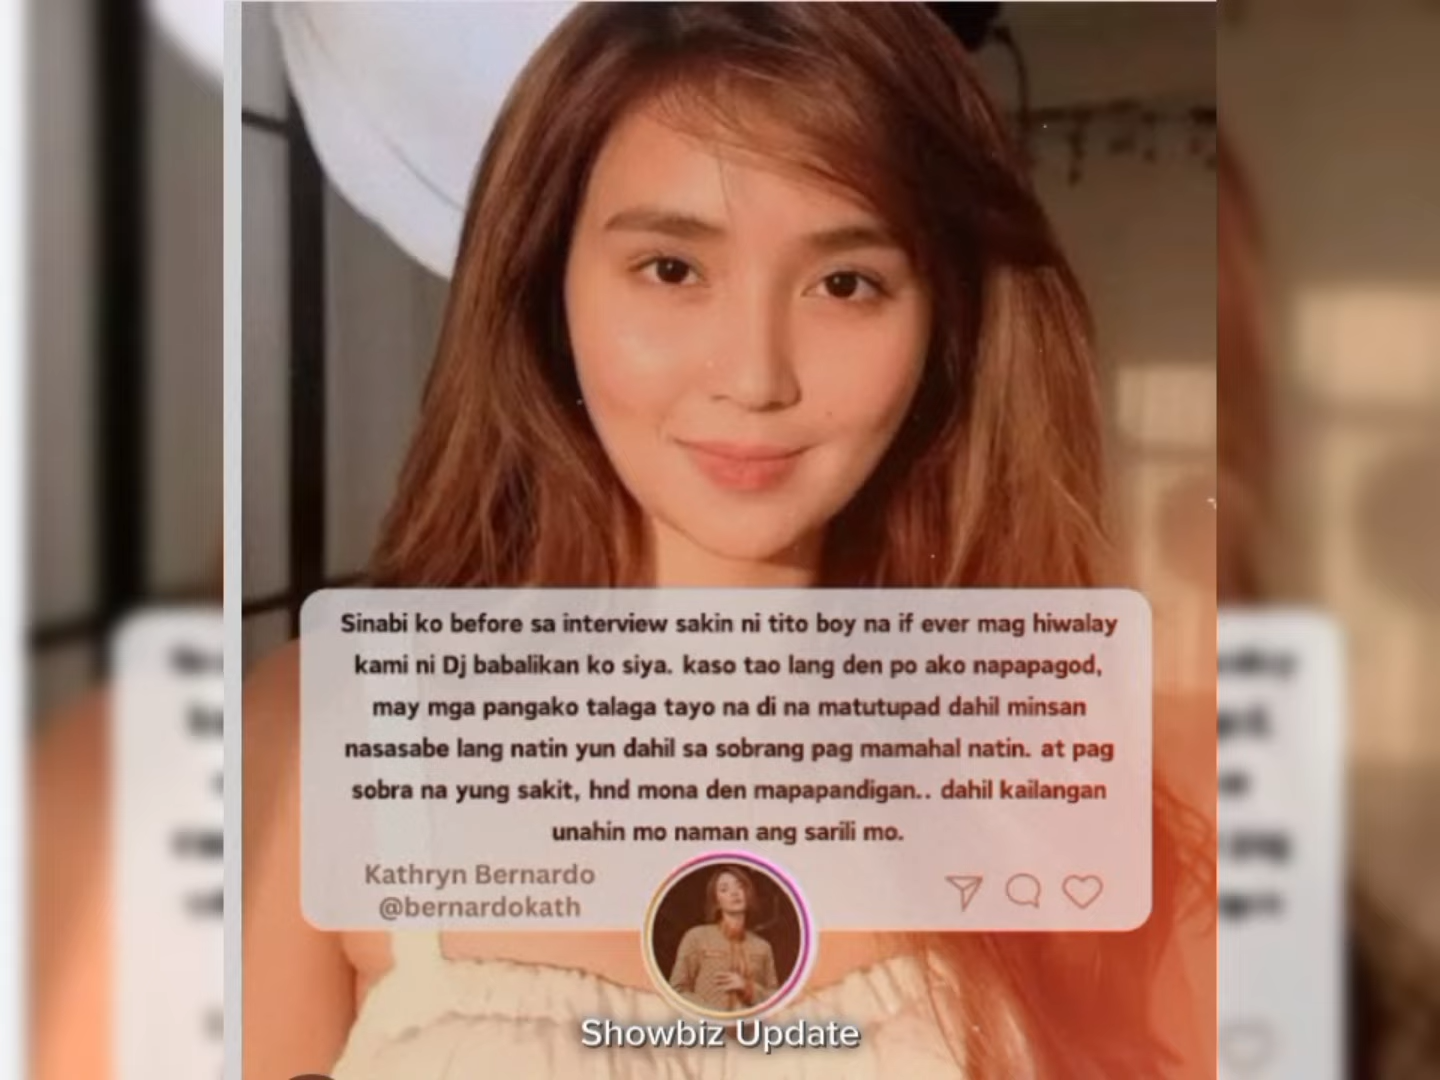 Sinabi ko before sa interview sakin ni tito boy na if ever mag hiwalay
kami ni Dj babalikan ko siya. kaso tao lang den po ako napapagod,
may mga pangako talaga tayo na di na matutupad dahil minsan
nasasabe lang natin yun dahil sa sobrang pag mamahal natin. at pag
sobra na yung sakit, hnd mona den mapapandigan.. dahil kailangan
unahin mo naman ang sarili mo.
Kathryn Bernardo
@bernardokath
Showbiz Update